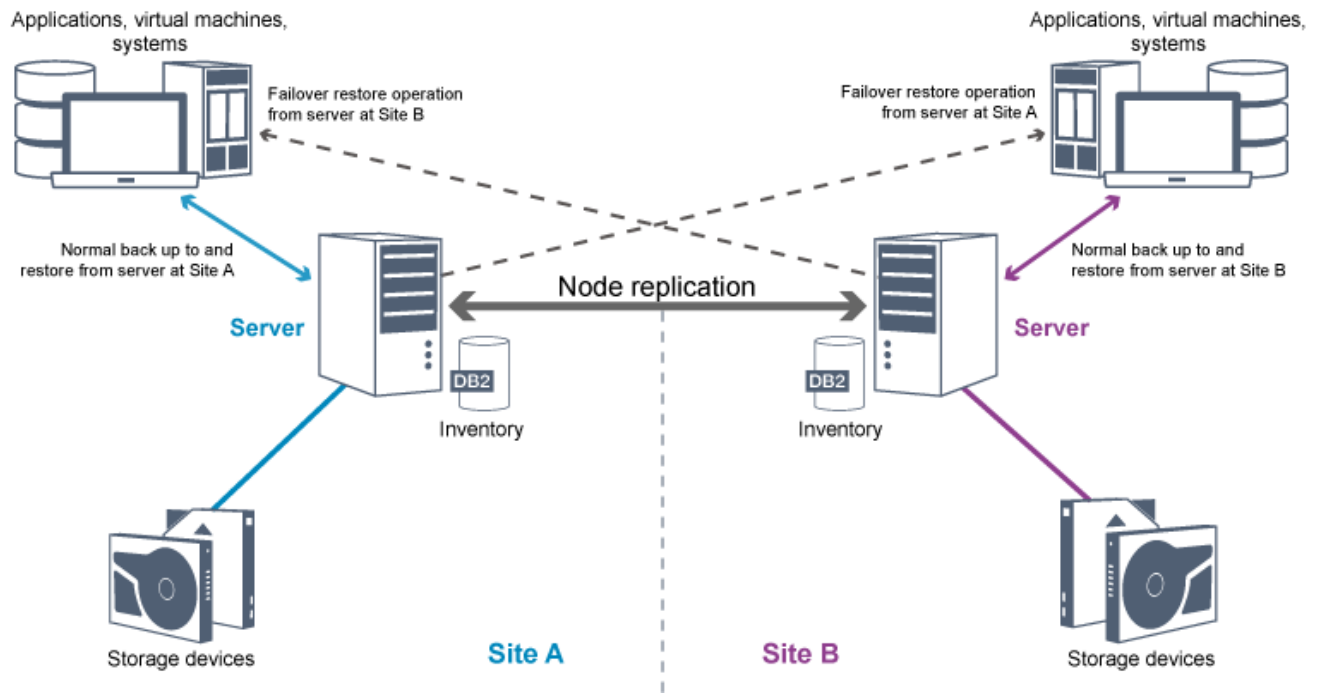 Applications, virtual machines,
systems
Applications, virtual machines,
systems
Failover restore operation
from server at Site B
Failover restore operation
from server at Site A
Normal back up to and
restore from server at Site A
Normal back up to and
restore from server at Site B
Node replication
Server
Server
DB2
DB2
Inventory
Inventory
Site A
Site B
Storage devices
Storage devices